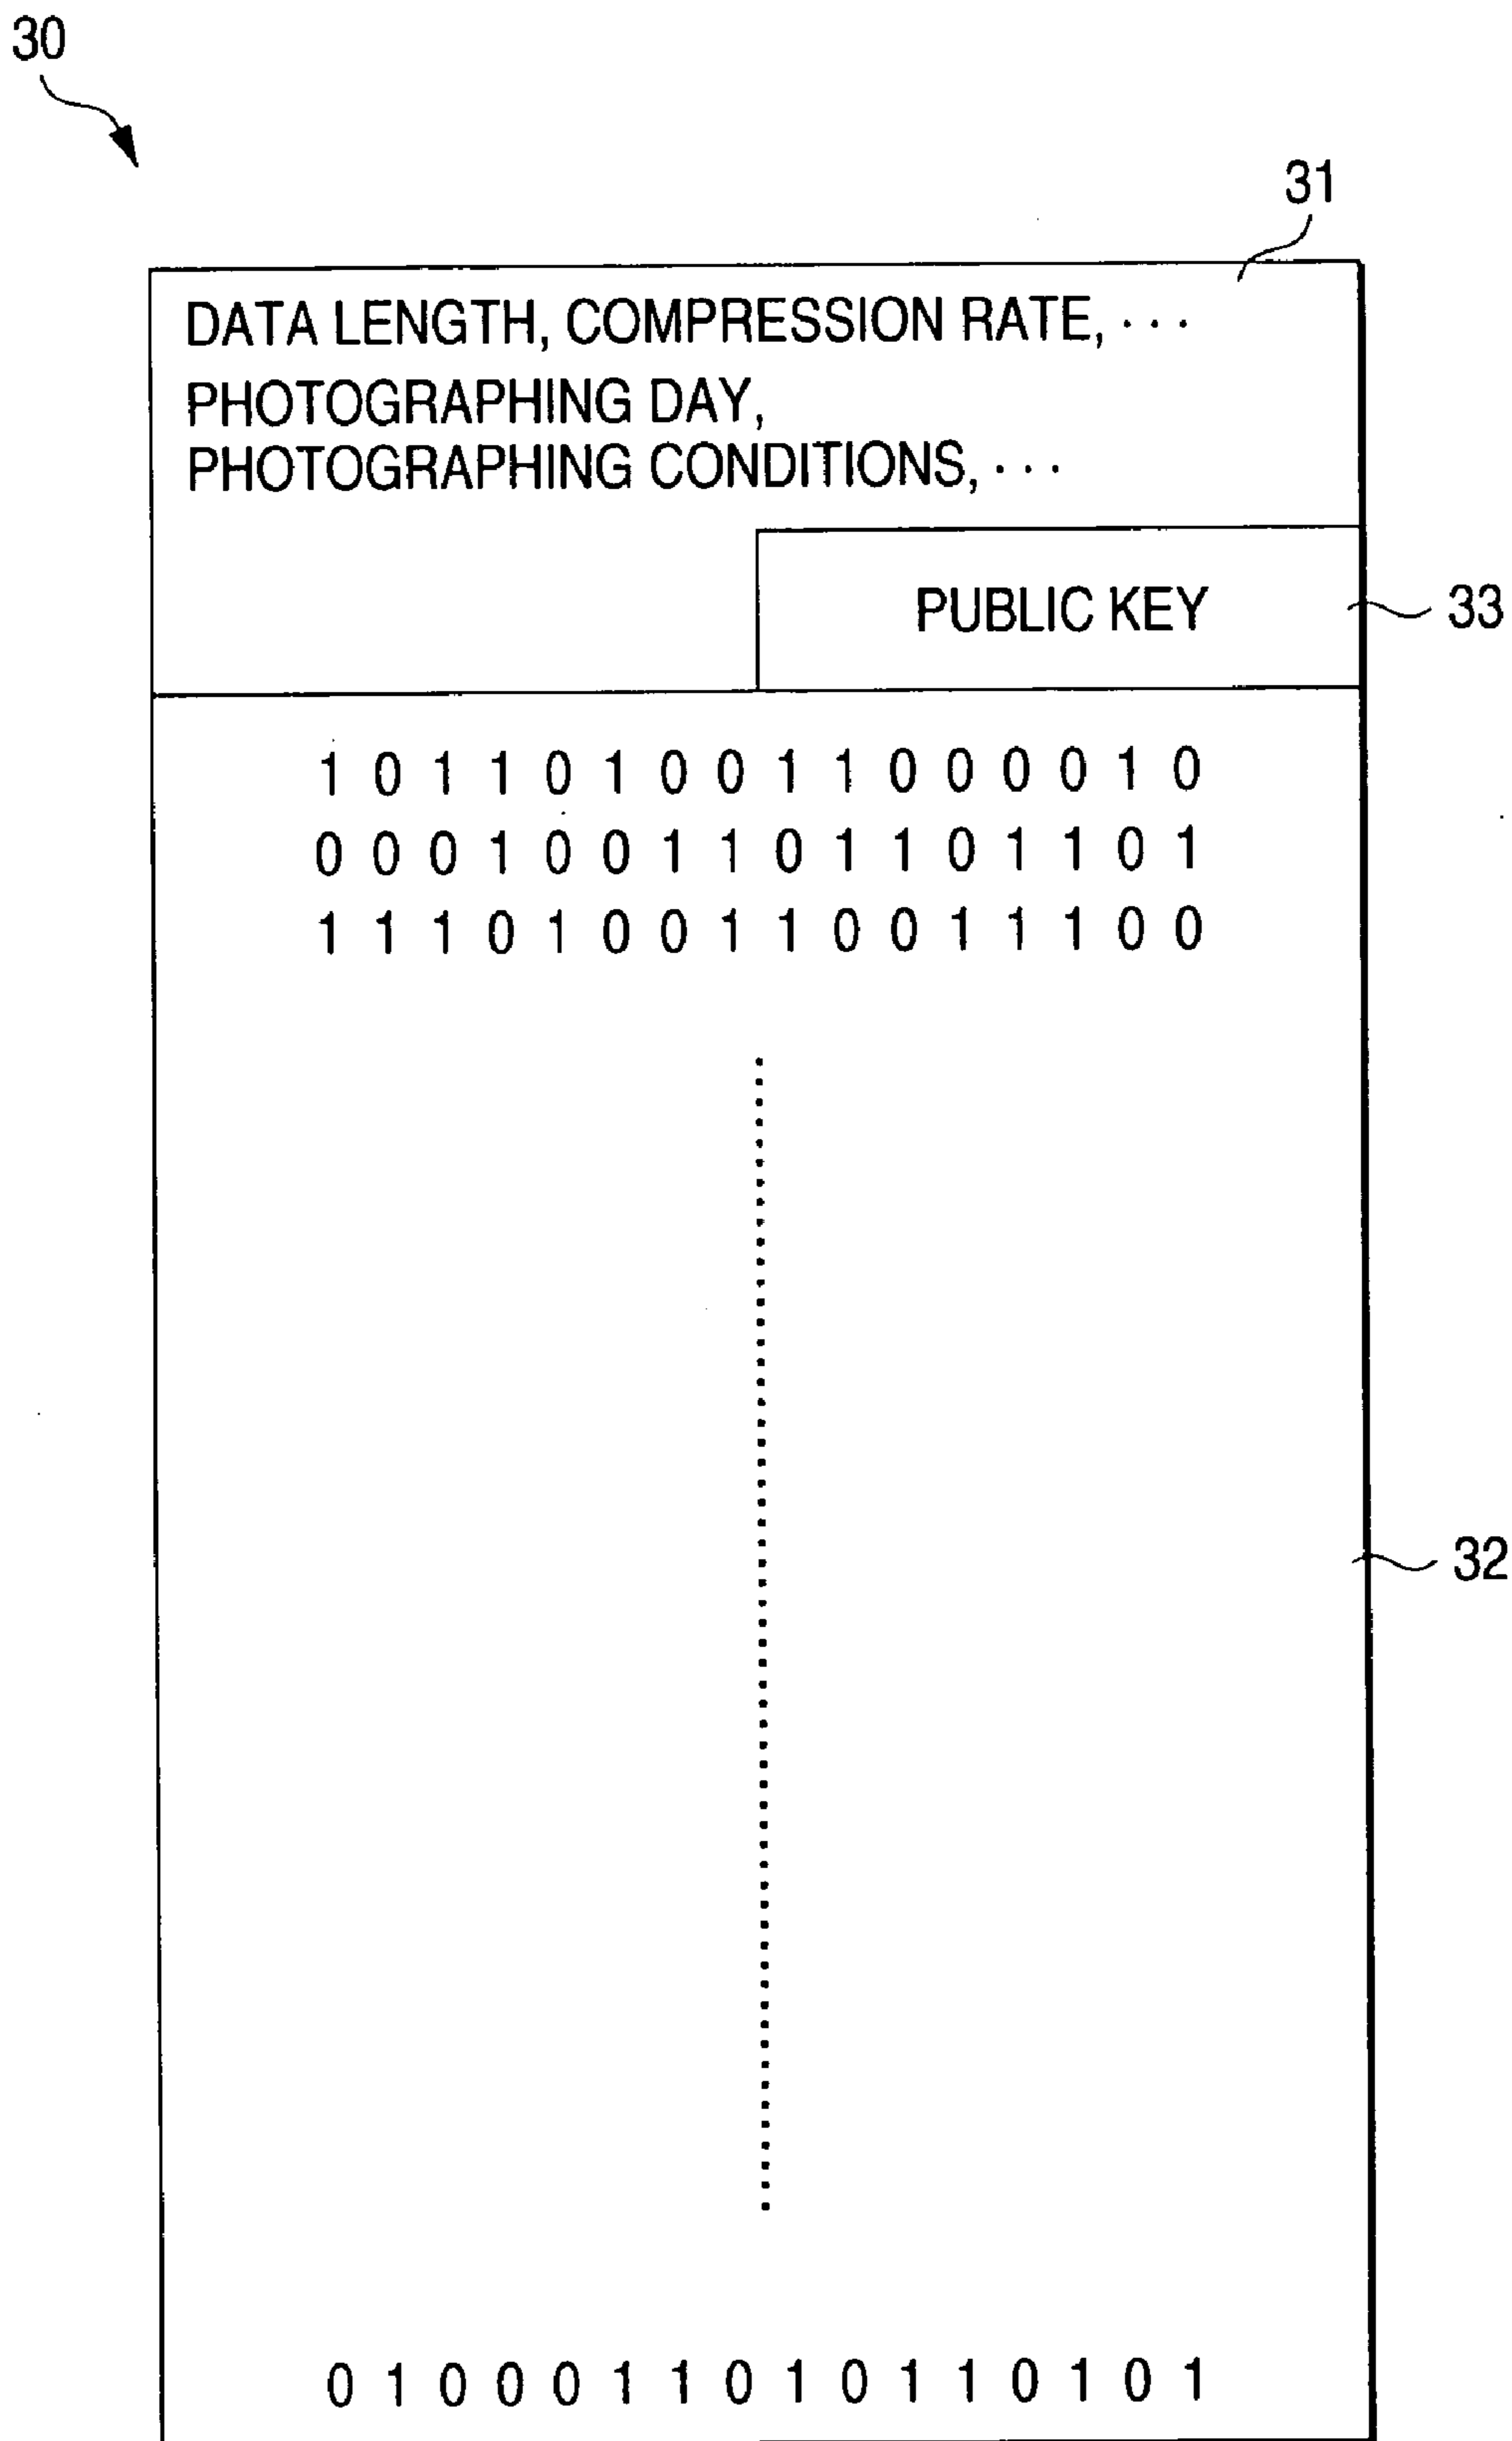 30
31
DATA LENGTH, COMPRESSION RATE, · · ·
PHOTOGRAPHING DAY,
PHOTOGRAPHING CONDITIONS, · · ·
PUBLIC KEY
33
1 0 1 1 0 1 0 0 1 1 0 0 0 0 1 0
0 0 0 1 0 0 1 1 0 1 1 0 1 1 0 1
1 1 1 0 1 0 0 1 1 0 0 1 1 1 0 0
32
0 1 0 0 0 1 1 0 1 0 1 1 0 1 0 1